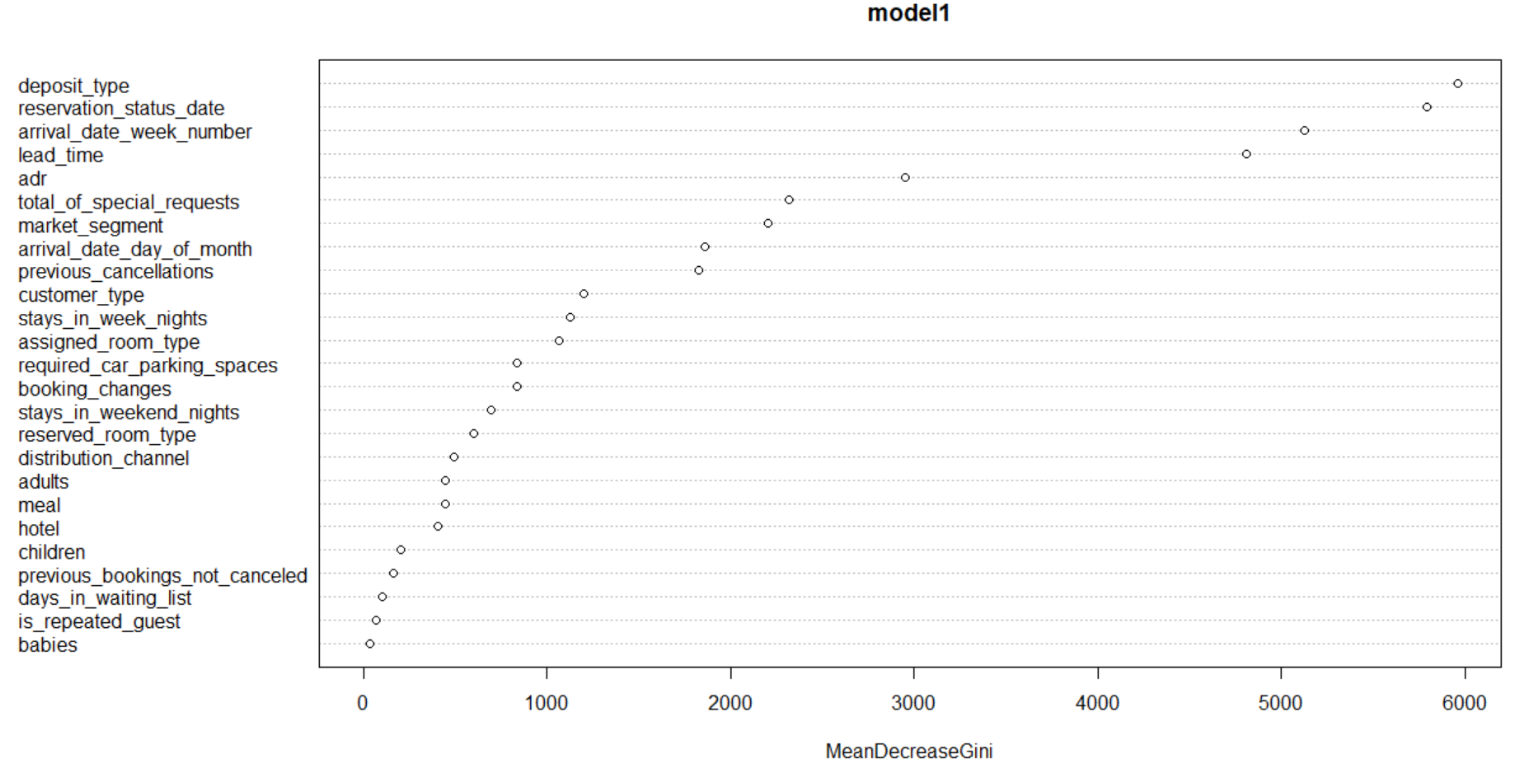 model1
deposit_type
reservation_status_date
arrival_date_week_number
lead_time
adr
total_of_special_requests
market_segment
arrival_date_day_of_month
previous_cancellations
customer_type
stays_in_week_nights
assigned_room_type
required_car_parking_spaces
booking_changes
stays_in_weekend_nights
reserved_room_type
distribution_channel
adults
meal
hotel
children
previous_bookings_not_canceled
days_in_waiting_list
is_repeated_guest
babies
0 1000 2000 3000 4000 5000 6000
MeanDecreaseGini